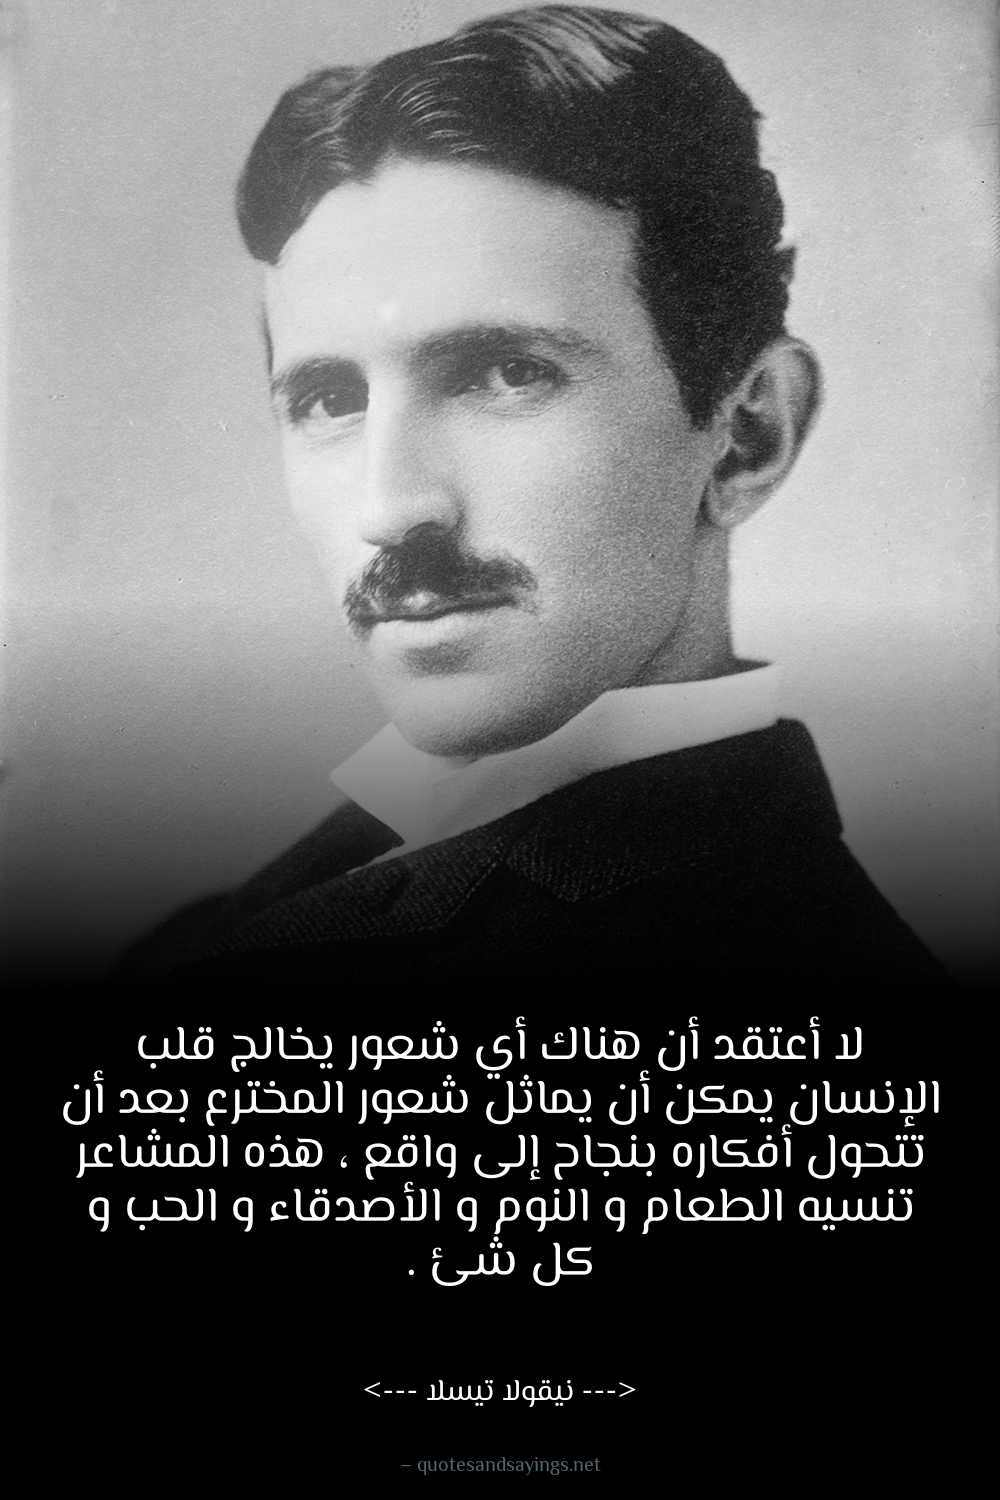 لا أعتقد أن هناك أي شعور يخالج قلب
الإنسان يمكن أن يماثل شعور المخترع بعد أن
تتحول أفكاره بنجاح إلى واقع ، هذه المشاعر
تنسيه الطعام و النوم و الأصدقاء و الحب و
كل شئ .
<--- نيقولا تيسلا --->
– quotesandsayings.net